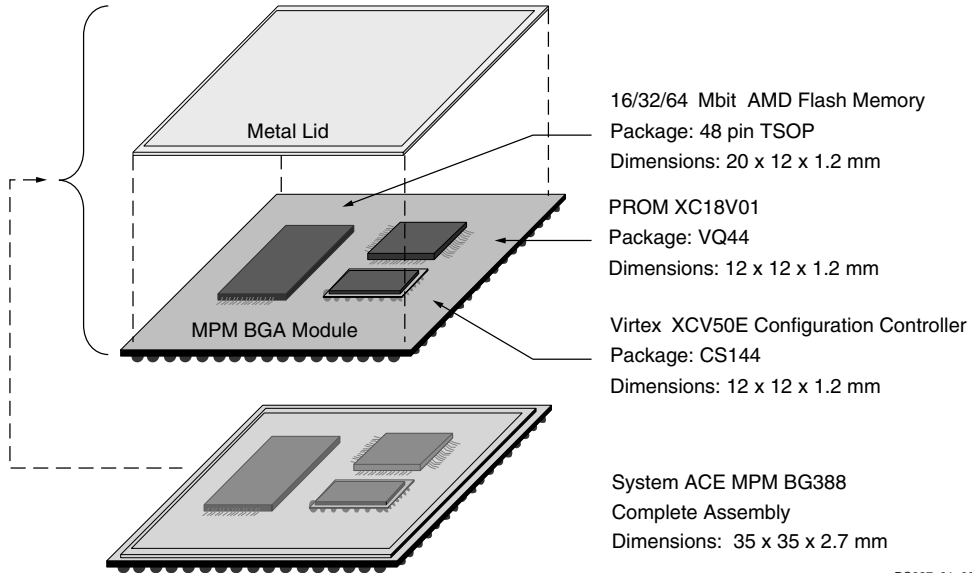 Metal Lid
16/32/64 Mbit AMD Flash Memory
Package: 48 pin TSOP
Dimensions: 20 x 12 x 1.2 mm
PROM XC18V01
Package: VQ44
Dimensions: 12 x 12 x 1.2 mm
MPM BGA Module
Virtex XCV50E Configuration Controller
Package: CS144
Dimensions: 12 x 12 x 1.2 mm
System ACE MPM BG388
Complete Assembly
Dimensions: 35 x 35 x 2.7 mm